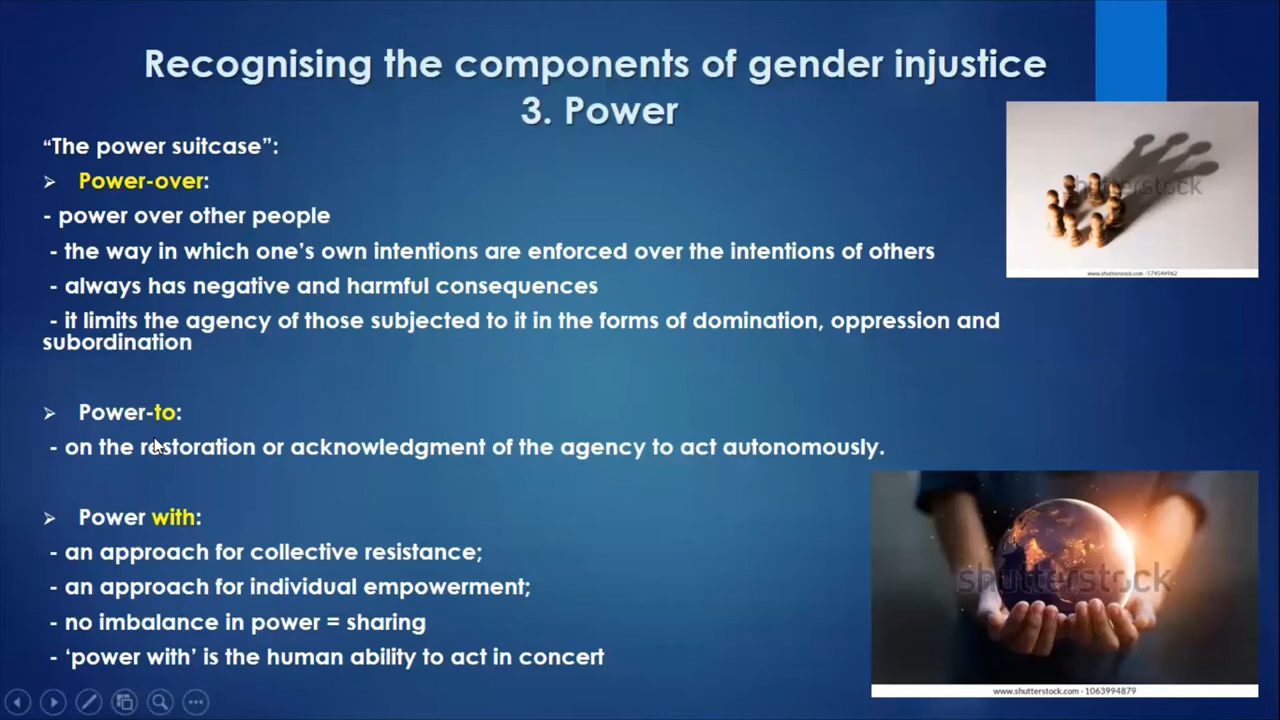 Recognising the components of gender injustice
3. Power
“The power suitcase”:
➢ Power-over:
- power over other people
- the way in which one’s own intentions are enforced over the intentions of others
- always has negative and harmful consequences
- it limits the agency of those subjected to it in the forms of domination, oppression and
subordination
shutterstock
www.shutterstock.com · 574544962
➢ Power-to:
- on the restoration or acknowledgment of the agency to act autonomously.
➢ Power with:
- an approach for collective resistance;
- an approach for individual empowerment;
- no imbalance in power = sharing
- ‘power with’ is the human ability to act in concert
shutterstock
www.shutterstock.com · 1063994879